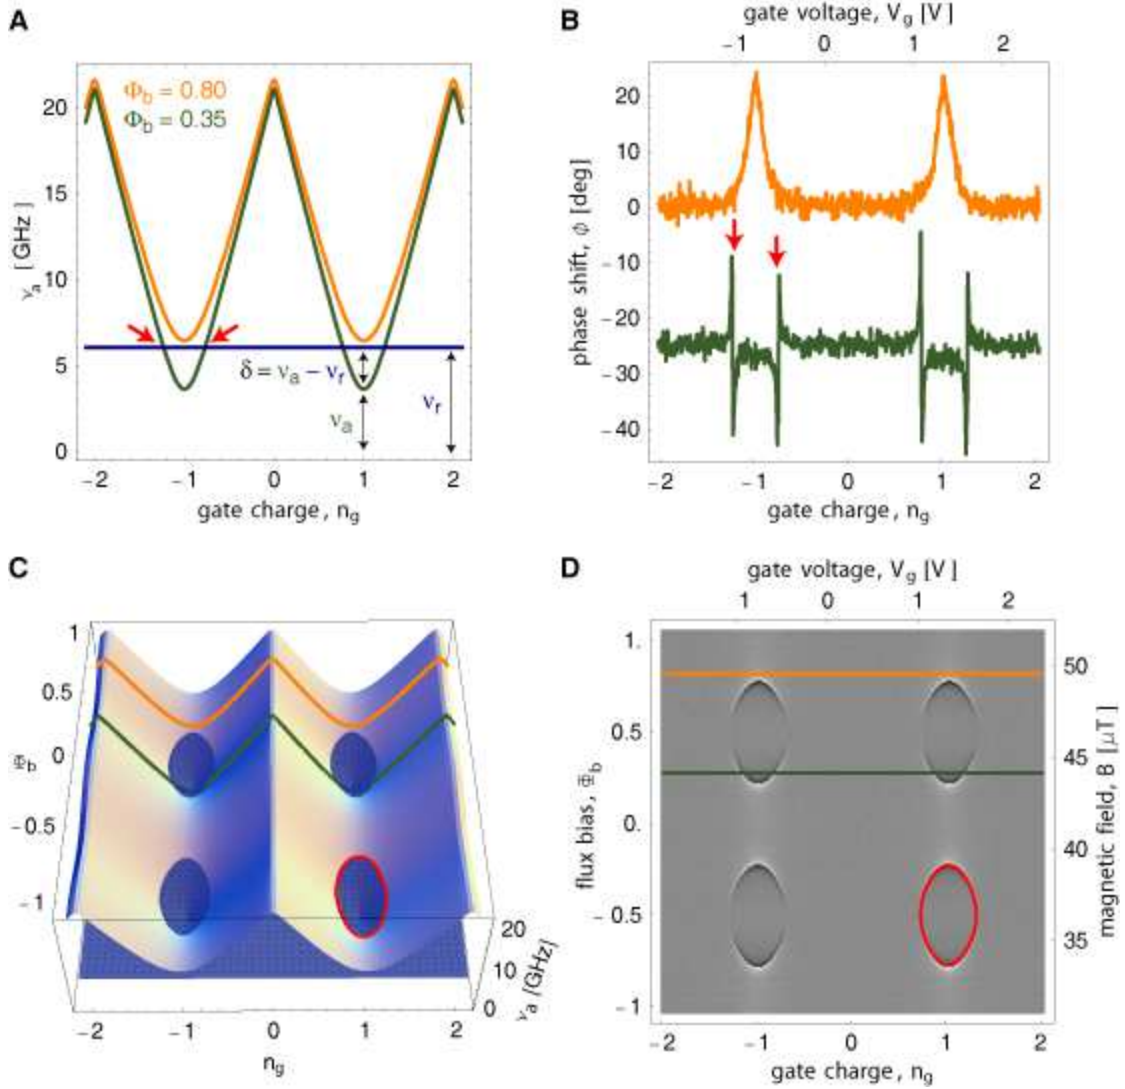 A
Φb = 0.80
Φb = 0.35
20
15
10
5
0
νa [ GHz ]
δ = νa – νr
νa
νr
−2
−1
0
1
2
gate charge, ng
B
gate voltage, Vg [V]
−1
0
1
2
20
10
0
−10
−20
−30
−40
phase shift, ϕ [deg]
−2
−1
0
1
2
gate charge, ng
C
1
0.5
0
−0.5
−1
Φb
20
10
0
νa [GHz]
−2
−1
0
1
2
ng
D
gate voltage, Vg [V]
1
0
1
2
1.
0.5
0.
−0.5
−1
flux bias, Φb
50
45
40
35
magnetic field, B [μT]
−2
−1
0
1
2
gate charge, ng